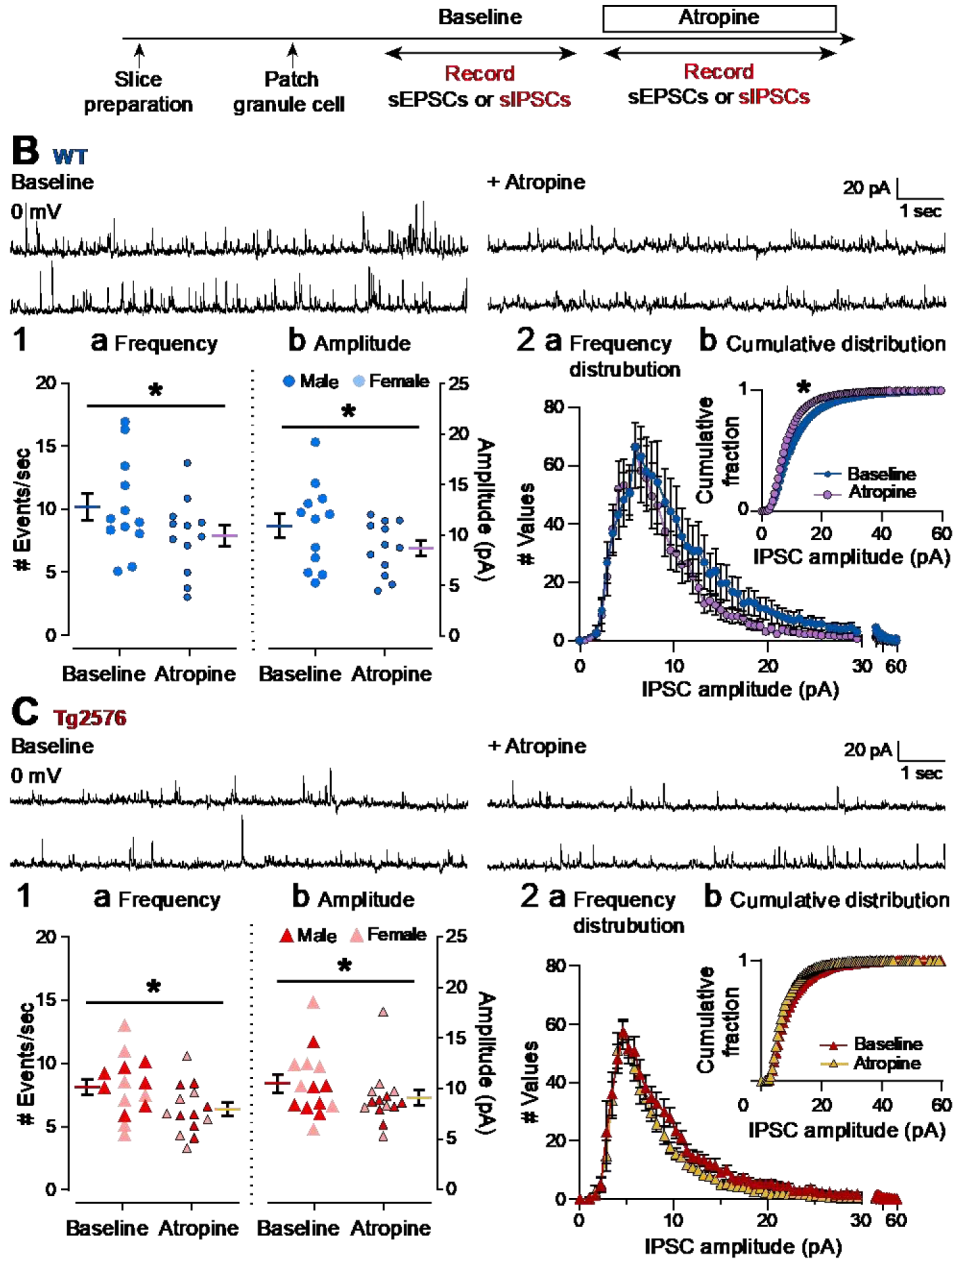 Baseline
Atropine
Slice
preparation
Patch
granule cell
Record
sEPSCs or sIPSCs
Record
sEPSCs or sIPSCs
B WT
Baseline
+ Atropine
20 pA
1 sec
0 mV
1 a Frequency
b Amplitude
2 a Frequency
distrubution
b Cumulative distribution
Male
Female
*
*
*
# Events/sec
20
15
10
5
0
25
20
15
10
5
0
Amplitude (pA)
Baseline Atropine
Baseline Atropine
# Values
80
60
40
20
0
0
10
20
30
60
IPSC amplitude (pA)
Cumulative
fraction
1
0
Baseline
Atropine
20
40
60
IPSC amplitude (pA)
C Tg2576
Baseline
+ Atropine
20 pA
1 sec
0 mV
1 a Frequency
b Amplitude
2 a Frequency
distrubution
b Cumulative distribution
Male
Female
*
*
# Events/sec
20
15
10
5
0
25
20
15
10
5
0
Amplitude (pA)
Baseline Atropine
Baseline Atropine
# Values
80
60
40
20
0
0
10
20
30
60
IPSC amplitude (pA)
Cumulative
fraction
1
0
Baseline
Atropine
20
40
60
IPSC amplitude (pA)